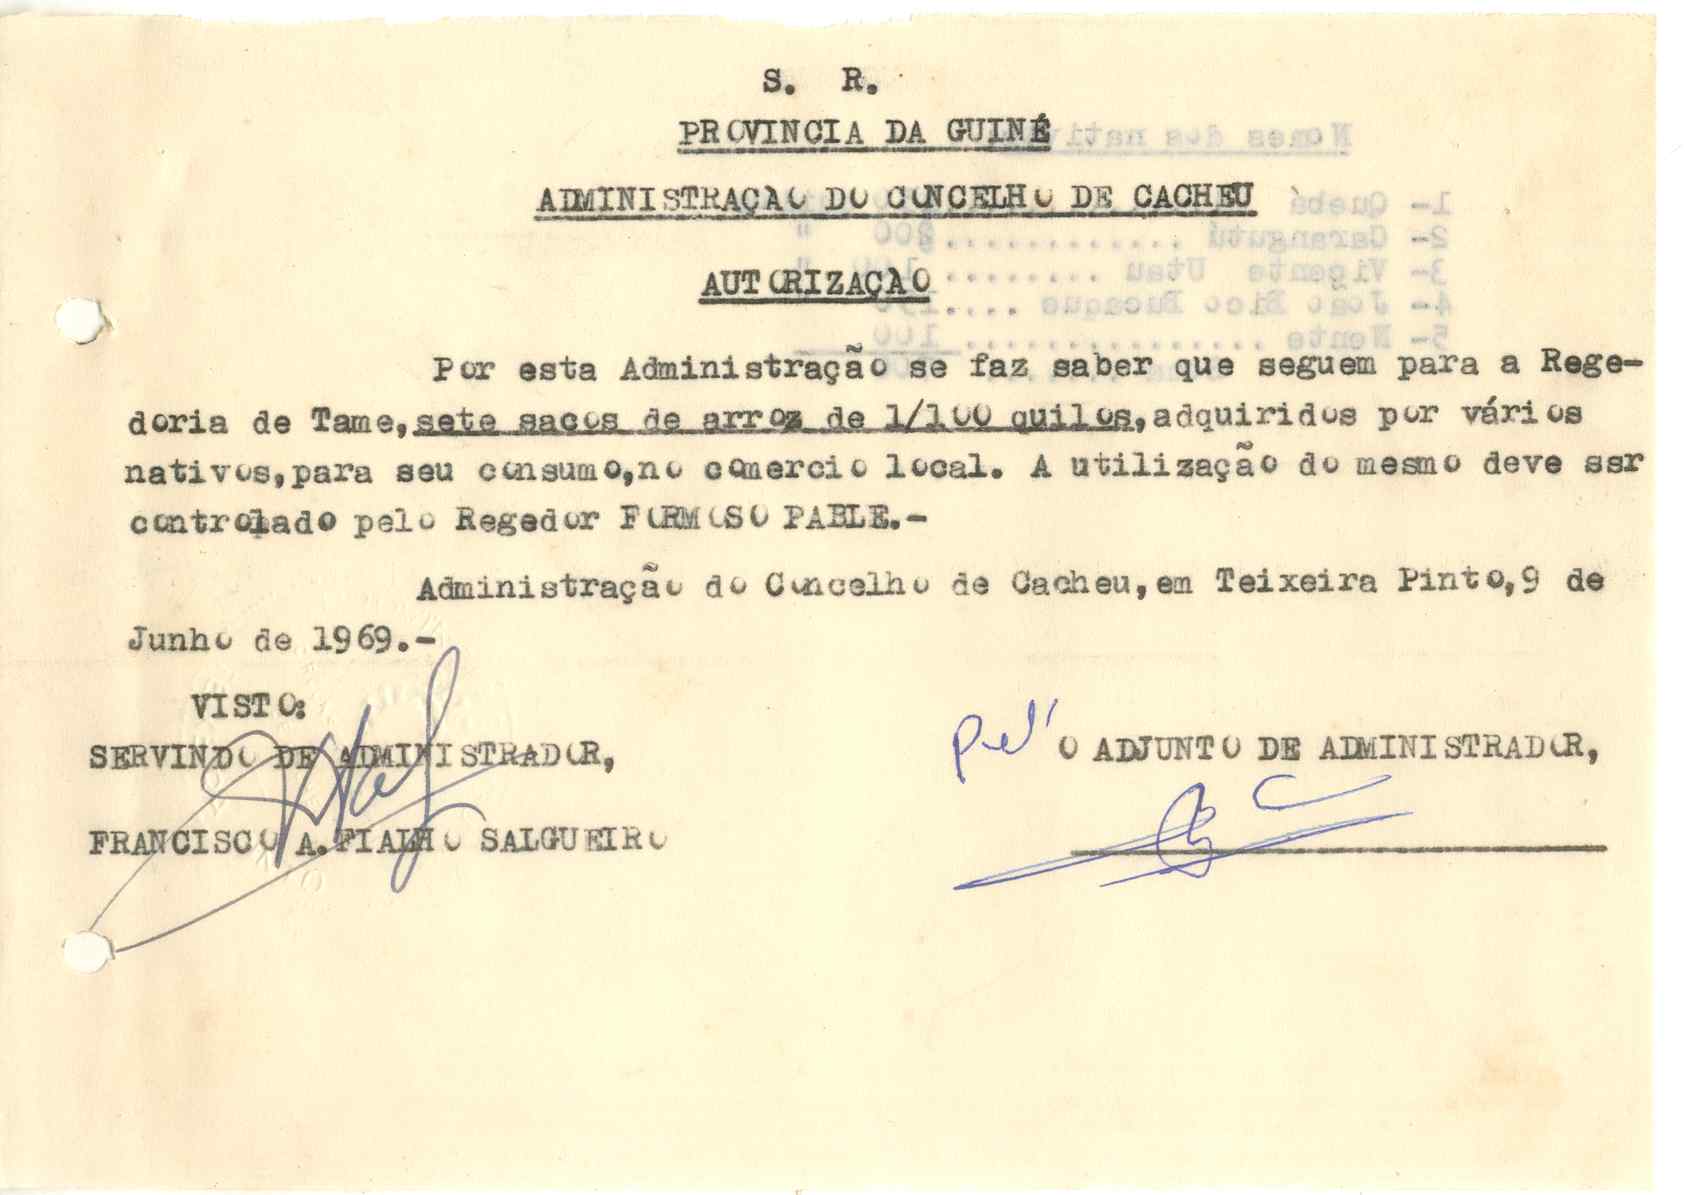 S. R.
PROVINCIA DA GUINÉ
ADMINISTRAÇÃO DO CONCELHO DE CACHEU
AUTORIZAÇÃO
Por esta Administração se faz saber que seguem para a Rege-
doria de Tame,sete sacos de arroz de 1/100 quilos,adquiridos por vários
nativos,para seu consumo,no comercio local. A utilização do mesmo deve ssr
controlado pelo Regedor FORMOSO PABLE.-
Administração do Concelho de Cacheu,em Teixeira Pinto,9 de
Junho de 1969.-
VISTO:
SERVINDO DE ADMINISTRADOR,
O ADJUNTO DE ADMINISTRADOR,
FRANCISCO A.FIALHO SALGUEIRO